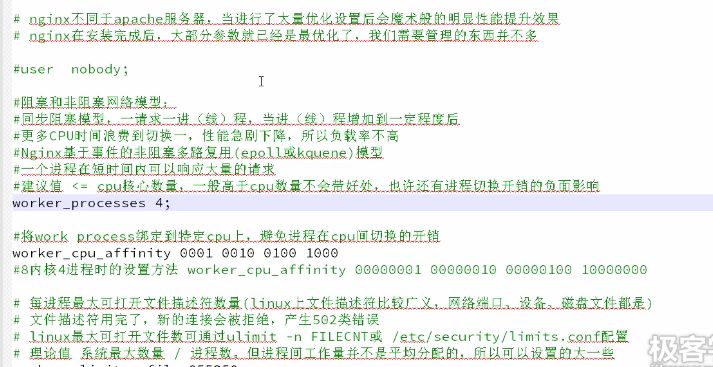 # nginx不同于apache服务器，当进行了大量优化设置后会魔术般的明显性能提升效果
# nginx在安装完成后，大部分参数就已经是最优化了，我们需要管理的东西并不多
#user  nobody;
#阻塞和非阻塞网络模型：
#同步阻塞模型，一请求一进（线）程，当进（线）程增加到一定程度后
#更多CPU时间浪费到切换一，性能急剧下降，所以负载率不高
#Nginx基于事件的非阻塞多路复用(epoll或kquene)模型
#一个进程在短时间内可以响应大量的请求
#建议值 <= cpu核心数量，一般高于cpu数量不会带好处，也许还有进程切换开销的负面影响
worker_processes 4;
#将work process绑定到特定cpu上，避免进程在cpu间切换的开销
worker_cpu_affinity 0001 0010 0100 1000
#8内核4进程时的设置方法 worker_cpu_affinity 00000001 00000010 00000100 10000000
# 每进程最大可打开文件描述符数量(linux上文件描述符比较广义，网络端口、设备、磁盘文件都是)
# 文件描述符用完了，新的连接会被拒绝，产生502类错误
# linux最大可打开文件数可通过ulimit -n FILECNT或 /etc/security/limits.conf配置
# 理论值 系统最大数量 / 进程数。但进程间工作量并不是平均分配的，所以可以设置的大一些
极客